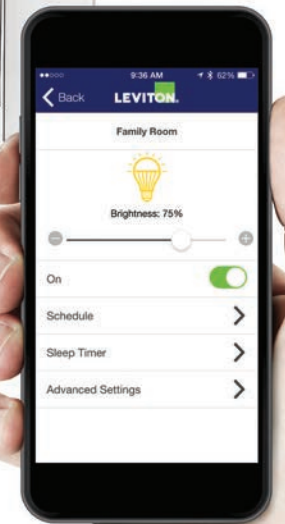 9:36 AM 62%
Back LEVITON.
Family Room
Brightness: 75%
On
Schedule
Sleep Timer
Advanced Settings